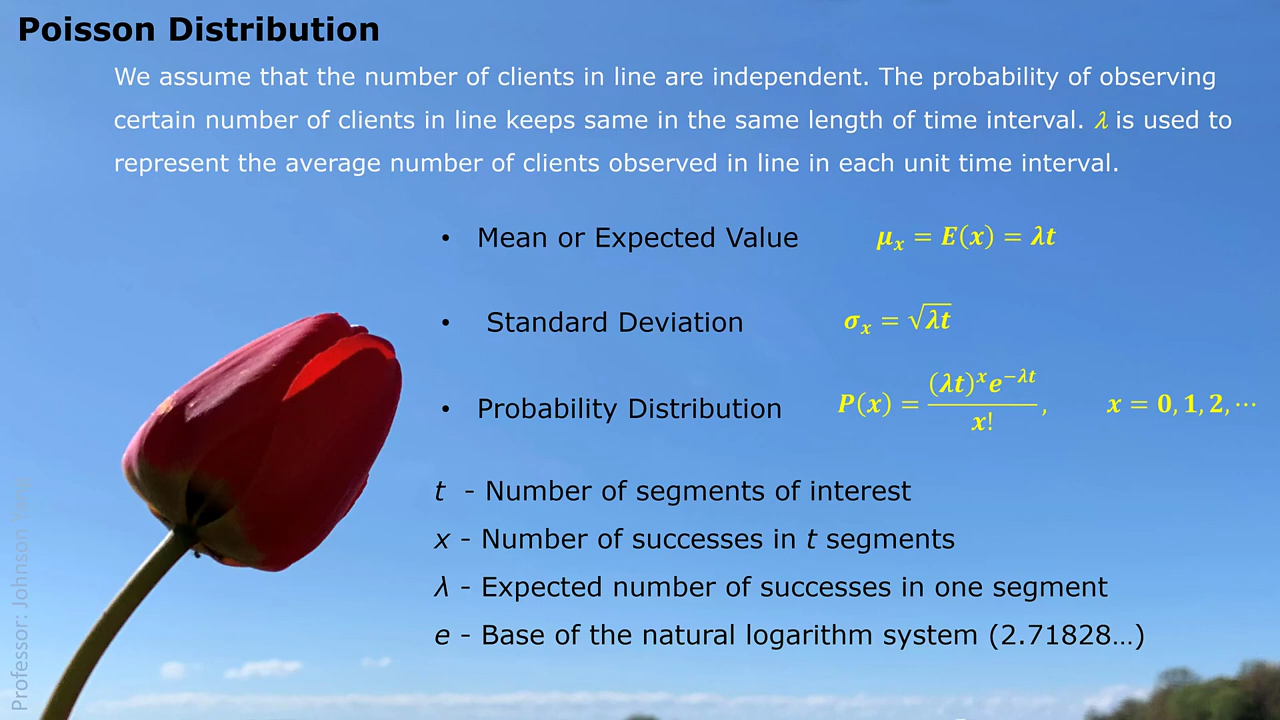 Poisson Distribution
We assume that the number of clients in line are independent. The probability of observing
certain number of clients in line keeps same in the same length of time interval. λ is used to
represent the average number of clients observed in line in each unit time interval.
• Mean or Expected Value μₓ = E(x) = λt
• Standard Deviation σₓ = √λt
• Probability Distribution P(x) = (λt)ˣe⁻λᵗ / x!, x = 0, 1, 2, ⋯
t - Number of segments of interest
x - Number of successes in t segments
λ - Expected number of successes in one segment
e - Base of the natural logarithm system (2.71828…)
Professor: Johnson